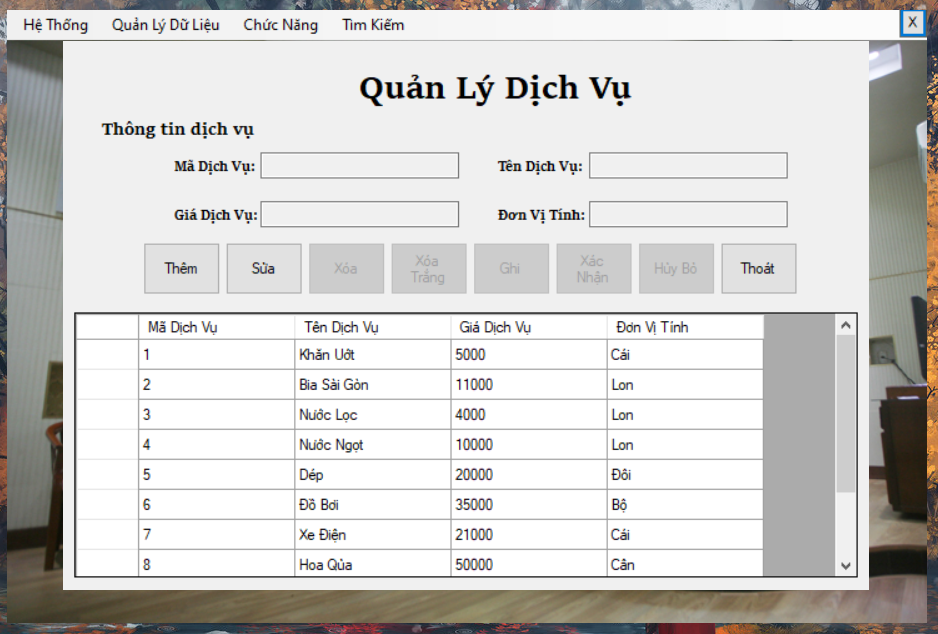 Hệ Thống Quản Lý Dữ Liệu Chức Năng Tìm Kiếm X
Quản Lý Dịch Vụ
Thông tin dịch vụ
Mã Dịch Vụ: Tên Dịch Vụ:
Giá Dịch Vụ: Đơn Vị Tính:
Thêm Sửa Xóa Xóa Trắng Ghi Xác Nhận Hủy Bỏ Thoát
Mã Dịch Vụ Tên Dịch Vụ Giá Dịch Vụ Đơn Vị Tính
1 Khăn Ướt 5000 Cái
2 Bia Sài Gòn 11000 Lon
3 Nước Lọc 4000 Lon
4 Nước Ngọt 10000 Lon
5 Dép 20000 Đôi
6 Đồ Bơi 35000 Bộ
7 Xe Điện 21000 Cái
8 Hoa Qủa 50000 Cân